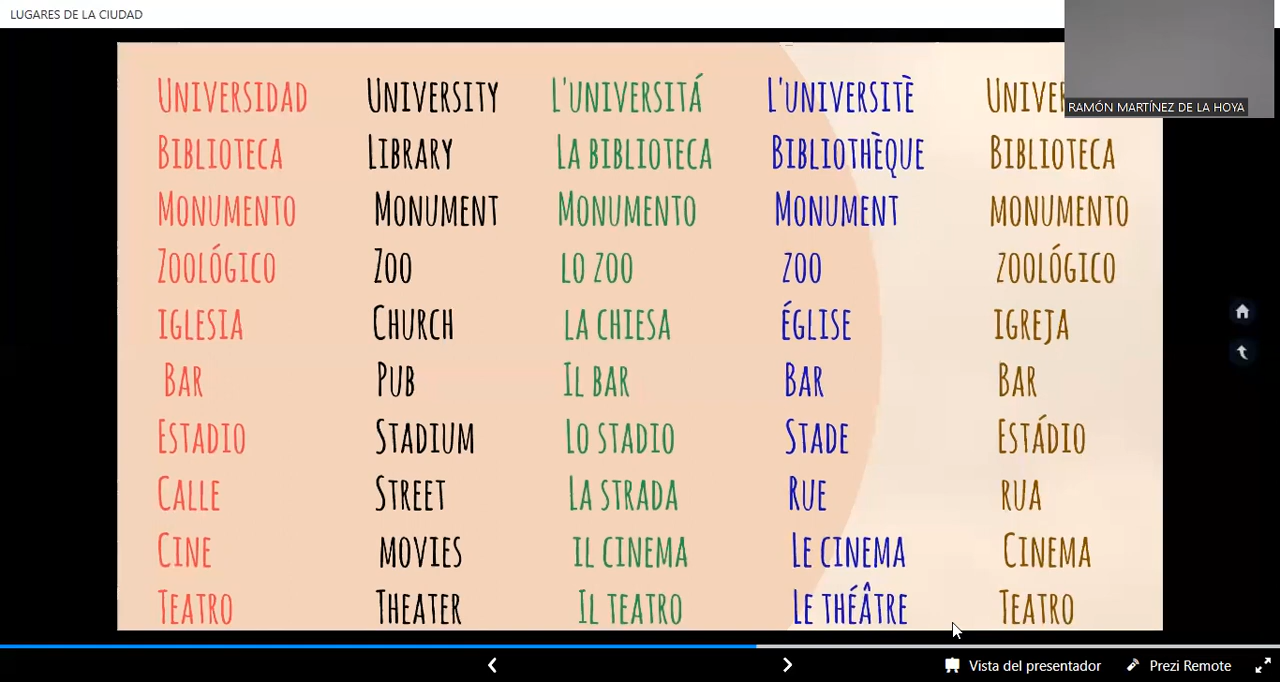 LUGARES DE LA CIUDAD
RAMÓN MARTÍNEZ DE LA HOYA
UNIVERSIDAD UNIVERSITY L'UNIVERSITÁ L'UNIVERSITÈ
BIBLIOTECA LIBRARY LA BIBLIOTECA BIBLIOTHÈQUE BIBLIOTECA
MONUMENTO MONUMENT MONUMENTO MONUMENT MONUMENTO
ZOOLÓGICO ZOO LO ZOO ZOO ZOOLÓGICO
IGLESIA CHURCH LA CHIESA ÉGLISE IGREJA
BAR PUB IL BAR BAR BAR
ESTADIO STADIUM LO STADIO STADE ESTÁDIO
CALLE STREET LA STRADA RUE RUA
CINE MOVIES IL CINEMA LE CINEMA CINEMA
TEATRO THEATER IL TEATRO LE THÉÂTRE TEATRO
Vista del presentador Prezi Remote